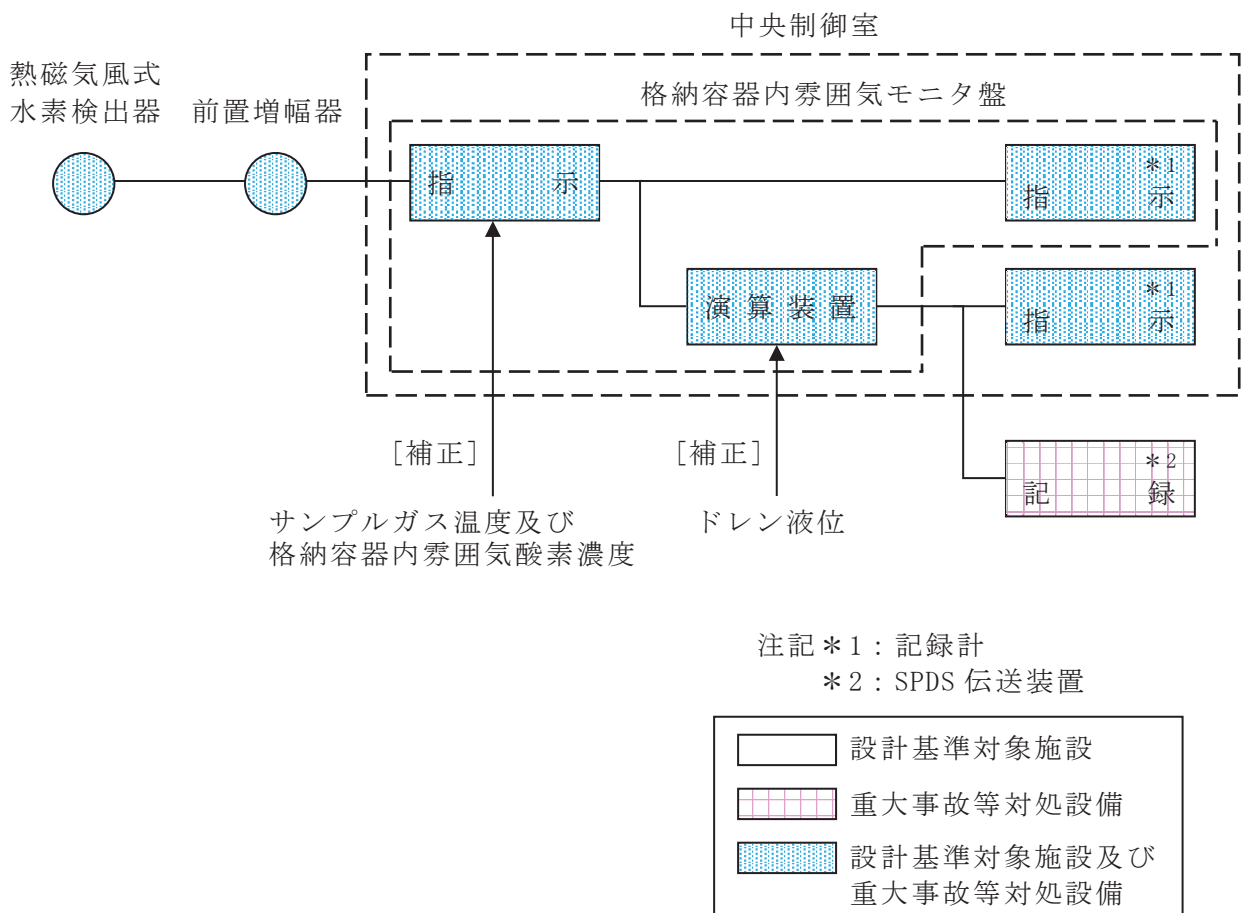 中央制御室
熱磁気風式
水素検出器
前置増幅器
格納容器内雰囲気モニタ盤
指示
＊1
指示
演算装置
＊1
指示
[補正]
[補正]
＊2
記録
サンプルガス温度及び
格納容器内雰囲気酸素濃度
ドレン液位
注記＊1：記録計
＊2：SPDS 伝送装置
設計基準対象施設
重大事故等対処設備
設計基準対象施設及び
重大事故等対処設備